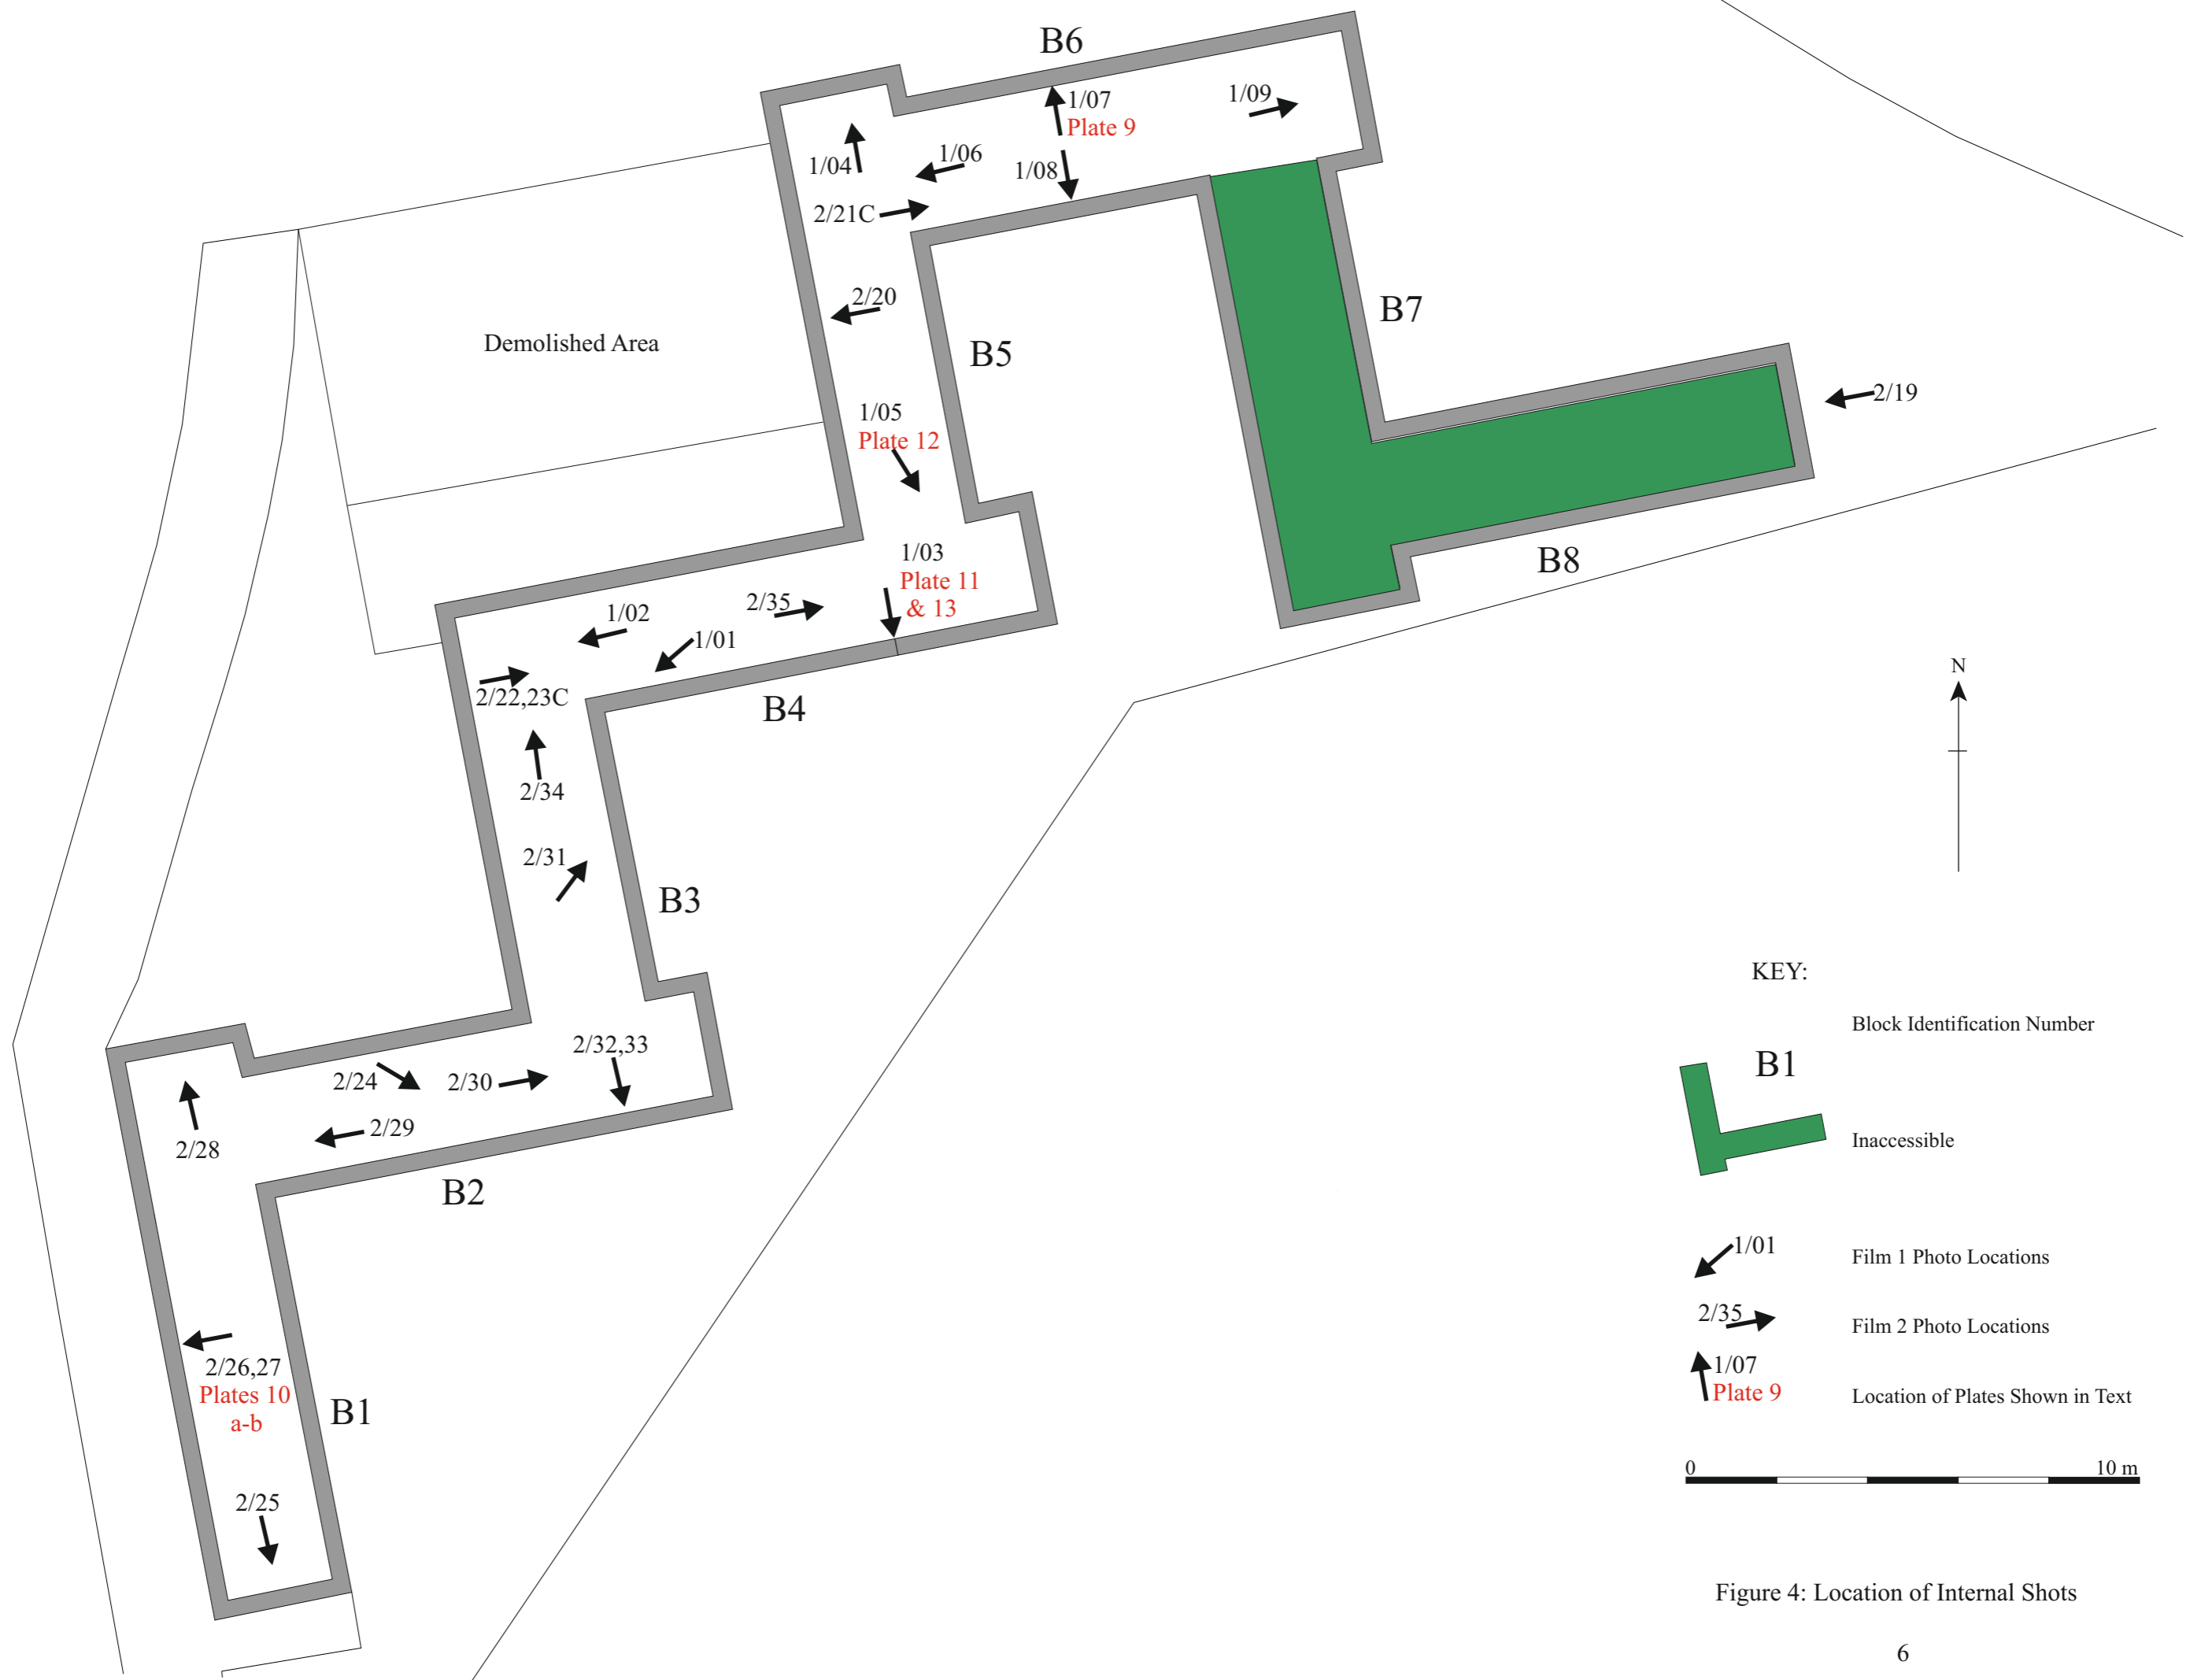 B6
1/07
Plate 9
1/09
1/04
1/06
1/08
2/21C
2/20
Demolished Area
B5
B7
2/19
1/05
Plate 12
1/03
Plate 11
& 13
B8
2/35
1/02
1/01
2/22,23C
B4
N
2/34
2/31
B3
2/32,33
2/24
2/30
2/29
2/28
B2
2/26,27
Plates 10
a-b
B1
2/25
KEY:
Block Identification Number
B1
Inaccessible
1/01
Film 1 Photo Locations
2/35
Film 2 Photo Locations
1/07
Plate 9
Location of Plates Shown in Text
0 10 m
Figure 4: Location of Internal Shots
6